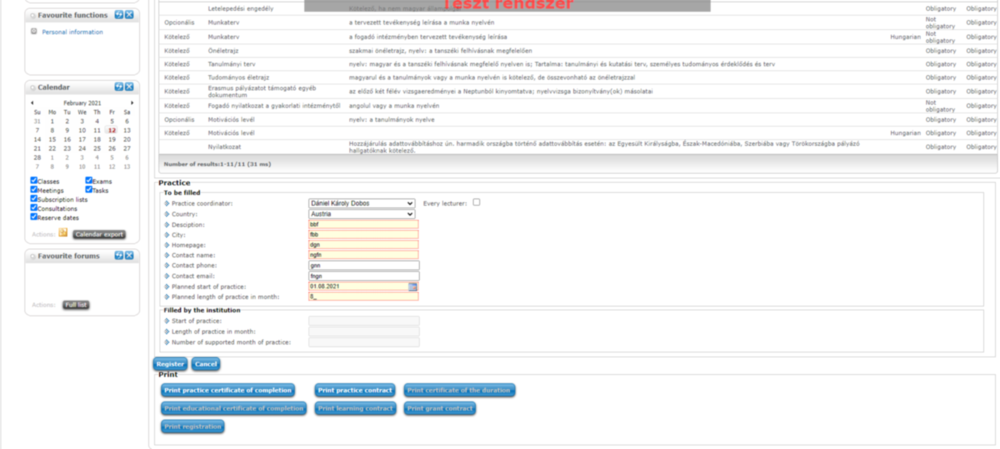 Favourite functions
Personal information
Calendar
February 2021
Su Mo Tu We Th Fr Sa
31 1 2 3 4 5 6
7 8 9 10 11 12 13
14 15 16 17 18 19 20
21 22 23 24 25 26 27
28 1 2 3 4 5 6
7 8 9 10 11 12 13
Classes Exams
Meetings Tasks
Subscription lists
Consultations
Reserve dates
Actions: Calendar export
Favourite forums
Actions: Full list
Teszt rendszer
Letelepedési engedély Kötelező, ha nem magyar állampolgár Obligatory Obligatory
Opcionális Munkaterv a tervezett tevékenység leírása a munka nyelvén Not obligatory Obligatory
Kötelező Munkaterv a fogadó intézményben tervezett tevékenység leírása Hungarian Not obligatory Obligatory
Kötelező Önéletrajz szakmai önéletrajz, nyelv: a tanszéki felhívásnak megfelelően Obligatory Obligatory
Kötelező Tanulmányi terv nyelv: magyar és a tanszéki felhívásnak megfelelő nyelven is; Tartalma: tanulmányi és kutatási terv, személyes tudományos érdeklődés és terv Obligatory Obligatory
Kötelező Tudományos életrajz magyarul és a tanulmányok vagy a munka nyelvén is kötelező, de összevonható az önéletrajzzal Obligatory Obligatory
Kötelező Erasmus pályázatot támogató egyéb dokumentum az előző két félév vizsgaeredményei a Neptunból kinyomtatva; nyelvvizsga bizonyítvány(ok) másolatai Obligatory Obligatory
Kötelező Fogadó nyilatkozat a gyakorlati intézménytől angolul vagy a munka nyelvén Not obligatory Obligatory
Opcionális Motivációs levél nyelv: a tanulmányok nyelve Obligatory Obligatory
Kötelező Motivációs levél Hungarian Obligatory Obligatory
Nyilatkozat Hozzájárulás adattovábbításhoz ún. harmadik országba történő adattovábbítás esetén: az Egyesült Királyságba, Észak-Macedóniába, Szerbiába vagy Törökországba pályázó hallgatóknak kötelező. Obligatory Obligatory
Number of results:1-11/11 (31 ms)
Practice
To be filled
Practice coordinator: Dániel Károly Dobos Every lecturer:
Country: Austria
Desciption: bbf
City: fbb
Homepage: dgn
Contact name: ngfn
Contact phone: gnn
Contact email: fngn
Planned start of practice: 01.08.2021
Planned length of practice in month: 8_
Filled by the institution
Start of practice:
Length of practice in month:
Number of supported month of practice:
Register Cancel
Print
Print practice certificate of completion Print practice contract Print certificate of the duration
Print educational certificate of completion Print learning contract Print grant contract
Print registration